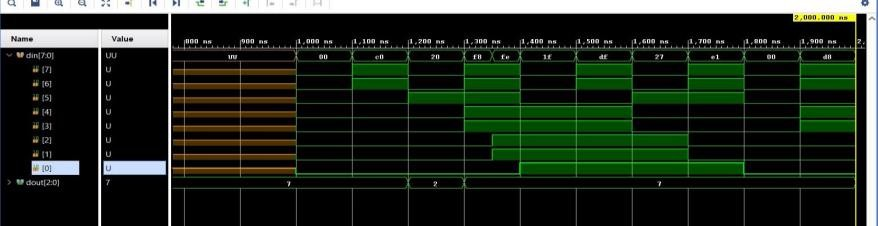 2,000.000 ns
Name Value 800 ns 900 ns 1,000 ns 1,100 ns 1,200 ns 1,300 ns 1,400 ns 1,500 ns 1,600 ns 1,700 ns 1,800 ns 1,900 ns 2,
din[7:0] UU UU 00 c0 20 f8 fe 1f df 27 e1 00 d8
[7] U
[6] U
[5] U
[4] U
[3] U
[2] U
[1] U
[0] U
dout[2:0] 7 7 2 7